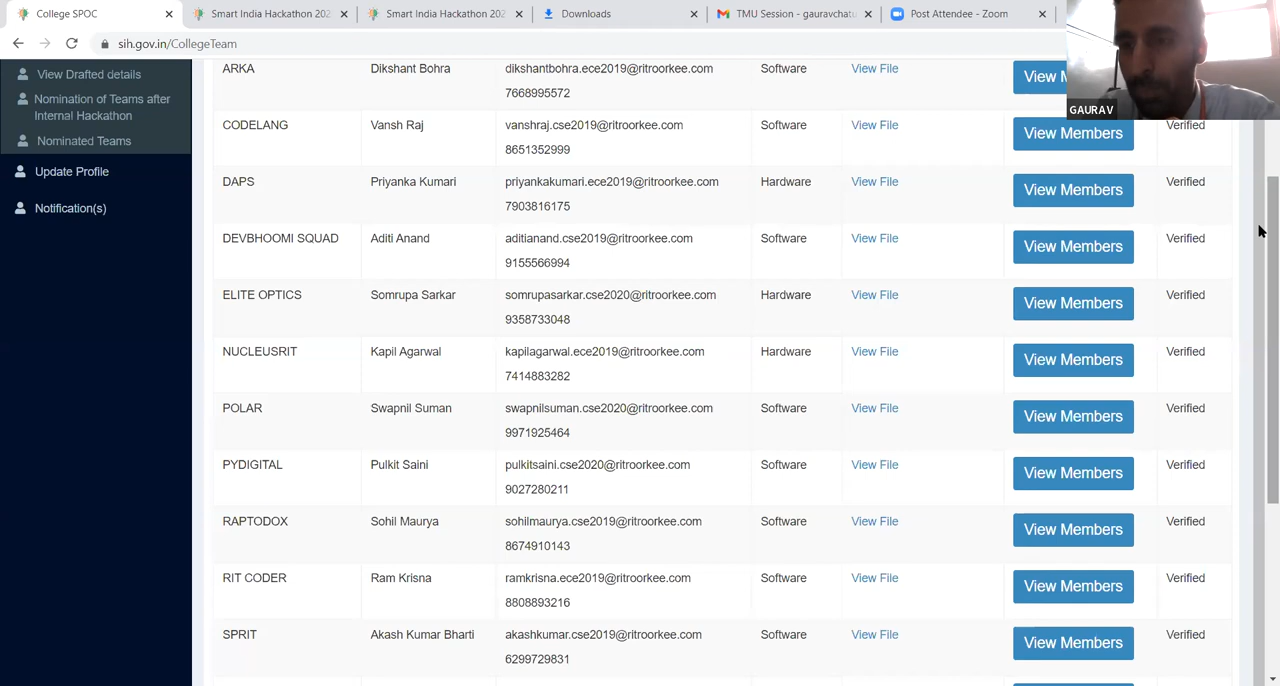 College SPOC
Smart India Hackathon 202
Smart India Hackathon 202
Downloads
TMU Session - gauravchatu
Post Attendee - Zoom
sih.gov.in/CollegeTeam
GAURAV
View Drafted details
Nomination of Teams after
Internal Hackathon
Nominated Teams
Update Profile
Notification(s)
ARKA Dikshant Bohra dikshantbohra.ece2019@ritroorkee.com Software View File View M
7668995572
CODELANG Vansh Raj vanshraj.cse2019@ritroorkee.com Software View File View Members Verified
8651352999
DAPS Priyanka Kumari priyankakumari.ece2019@ritroorkee.com Hardware View File View Members Verified
7903816175
DEVBHOOMI SQUAD Aditi Anand aditianand.cse2019@ritroorkee.com Software View File View Members Verified
9155566994
ELITE OPTICS Somrupa Sarkar somrupasarkar.cse2020@ritroorkee.com Hardware View File View Members Verified
9358733048
NUCLEUSRIT Kapil Agarwal kapilagarwal.ece2019@ritroorkee.com Hardware View File View Members Verified
7414883282
POLAR Swapnil Suman swapnilsuman.cse2020@ritroorkee.com Software View File View Members Verified
9971925464
PYDIGITAL Pulkit Saini pulkitsaini.cse2020@ritroorkee.com Software View File View Members Verified
9027280211
RAPTODOX Sohil Maurya sohilmaurya.cse2019@ritroorkee.com Software View File View Members Verified
8674910143
RIT CODER Ram Krisna ramkrisna.ece2019@ritroorkee.com Software View File View Members Verified
8808893216
SPRIT Akash Kumar Bharti akashkumar.cse2019@ritroorkee.com Software View File View Members Verified
6299729831